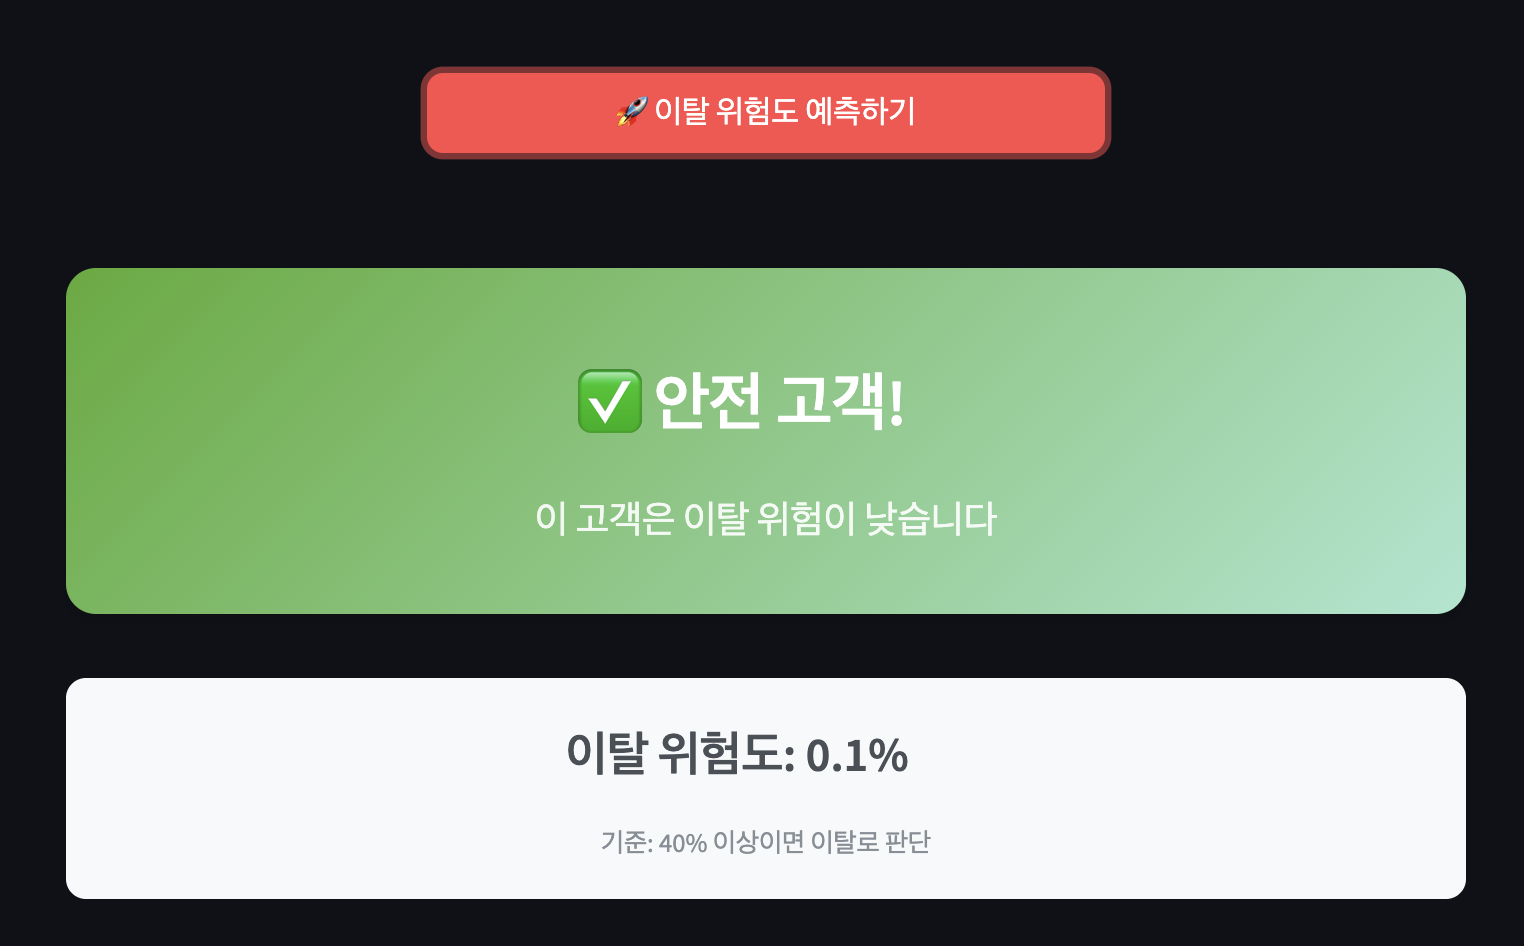 🚀 이탈 위험도 예측하기
✅ 안전 고객!
이 고객은 이탈 위험이 낮습니다
이탈 위험도: 0.1%
기준: 40% 이상이면 이탈로 판단